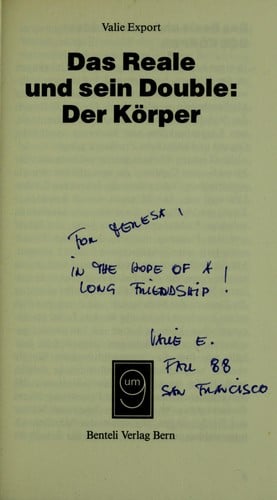 Valie Export
Das Reale
und sein Double:
Der Körper
FOR TERESA,
IN THE HOPE OF A
LONG FRIENDSHIP!
VALIE E.
FALL 88
SAN FRANCISCO
um 9
Benteli Verlag Bern